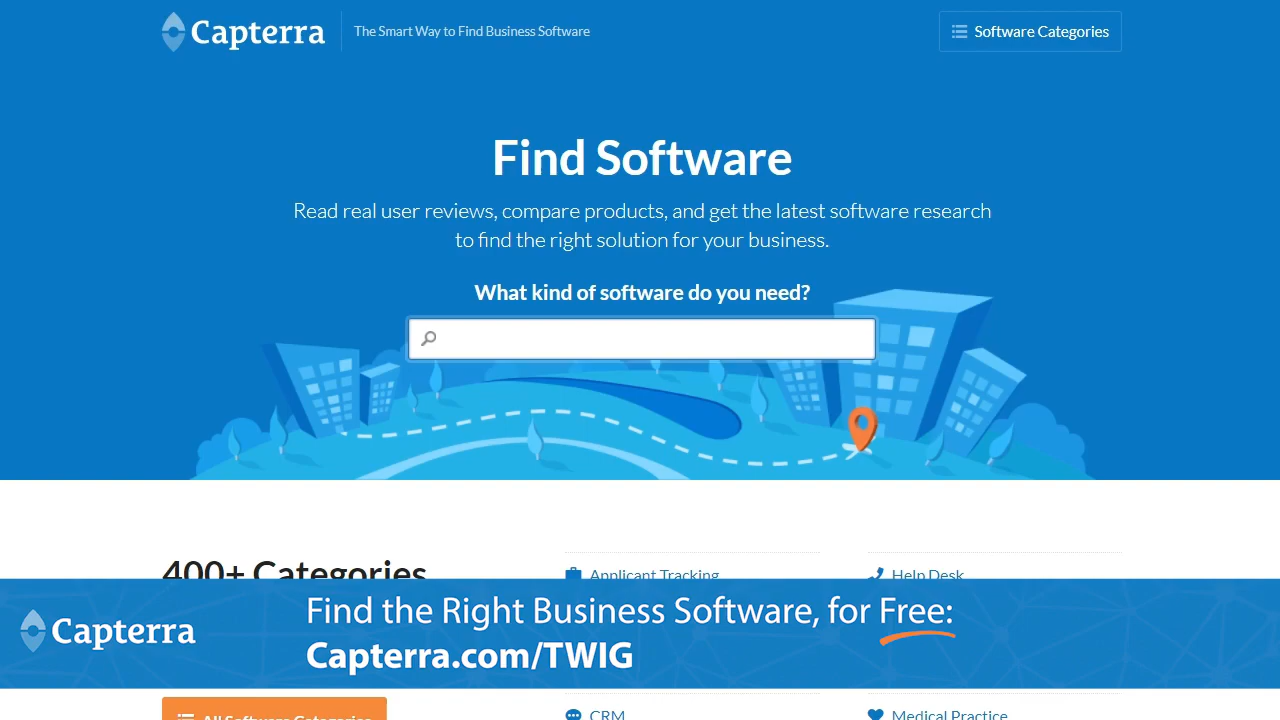 Capterra
The Smart Way to Find Business Software
Software Categories
Find Software
Read real user reviews, compare products, and get the latest software research
to find the right solution for your business.
What kind of software do you need?
400+ Categories
Applicant Tracking
Help Desk
Capterra
Find the Right Business Software, for Free:
Capterra.com/TWIG
All Software Categories
CRM
Medical Practice